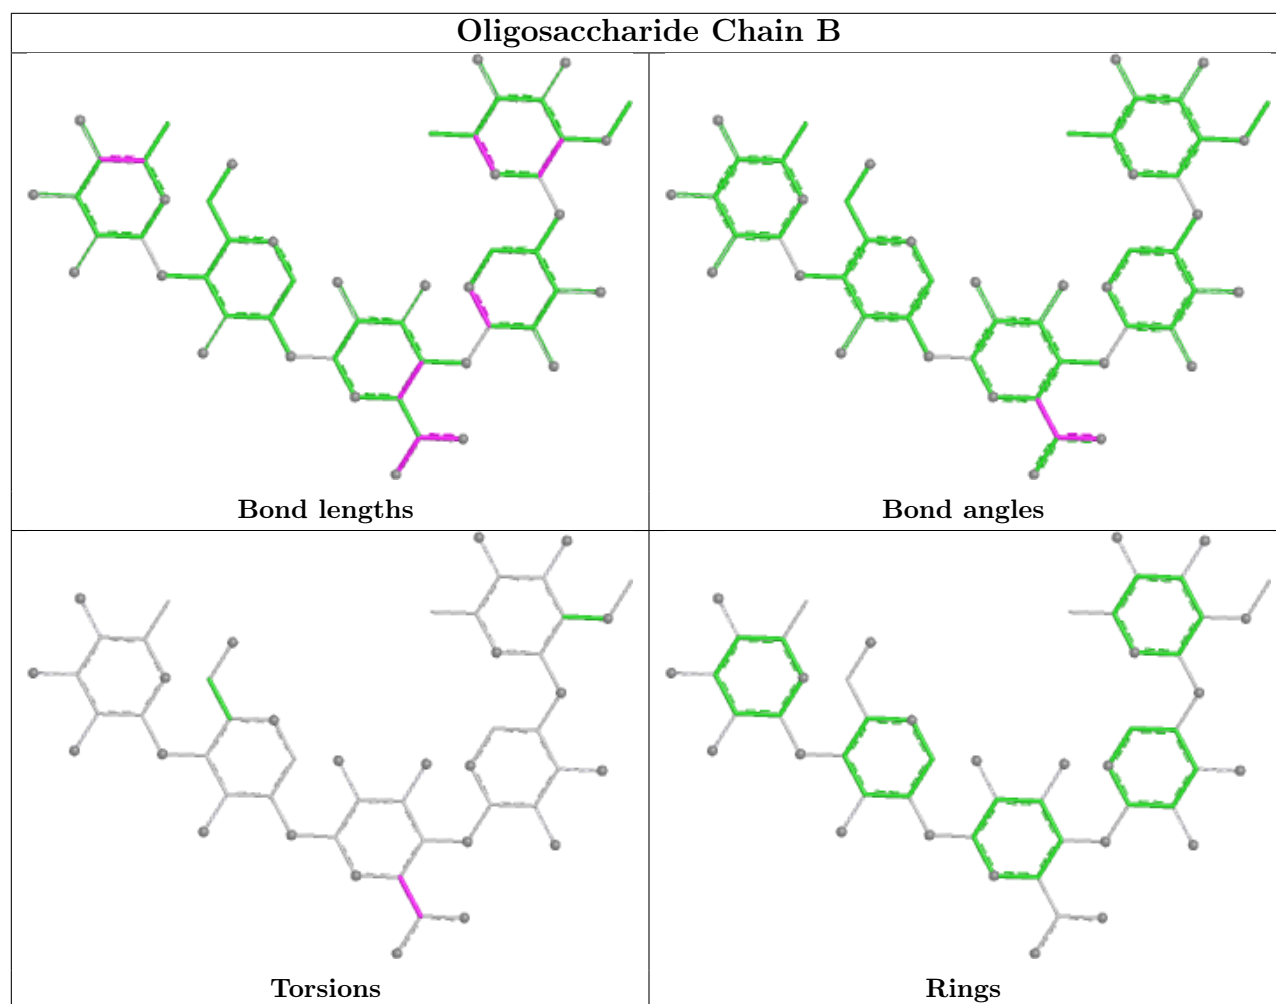 Oligosaccharide Chain B
Bond lengths
Bond angles
Torsions
Rings